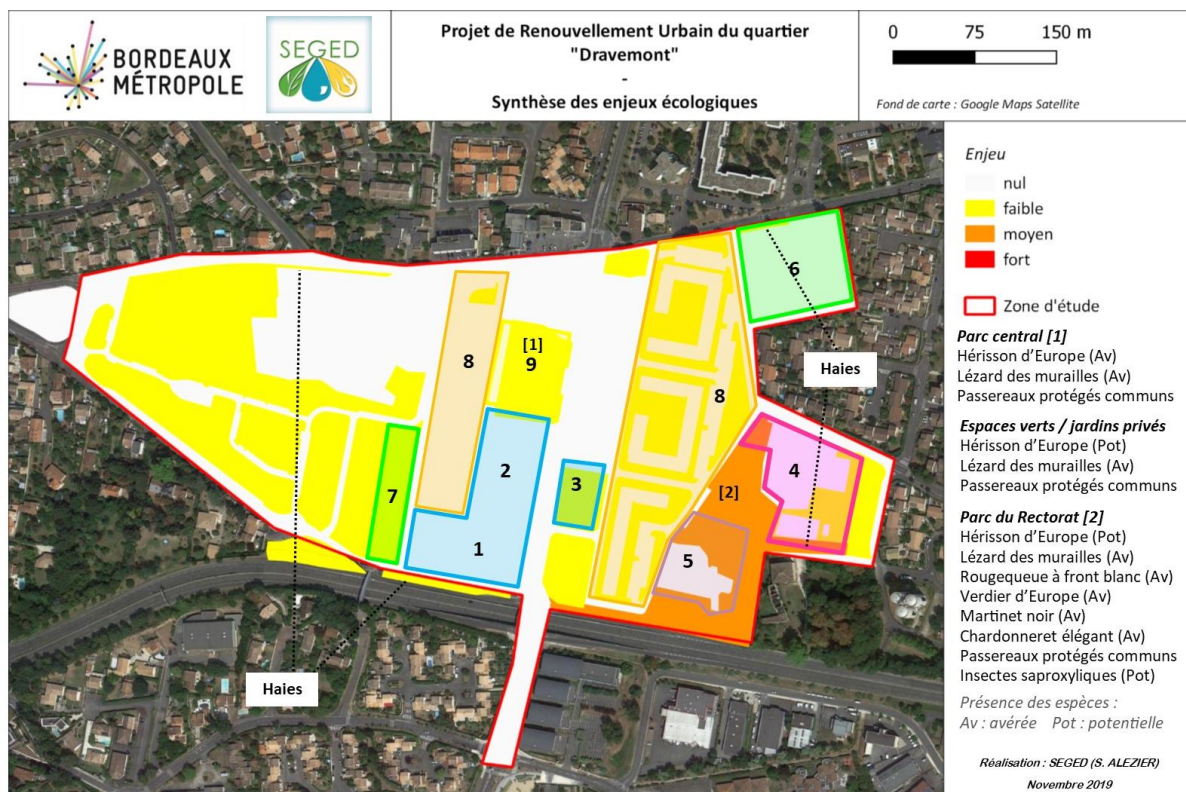 BORDEAUX
MÉTROPOLE
SEGED
Projet de Renouvellement Urbain du quartier
"Dravemont"
-
Synthèse des enjeux écologiques
0 75 150 m
Fond de carte : Google Maps Satellite
Enjeu
nul
faible
moyen
fort
Zone d'étude
Parc central [1]
Hérisson d'Europe (Av)
Lézard des murailles (Av)
Passereaux protégés communs
Espaces verts / jardins privés
Hérisson d'Europe (Pot)
Lézard des murailles (Av)
Passereaux protégés communs
Parc du Rectorat [2]
Hérisson d'Europe (Pot)
Lézard des murailles (Av)
Rougequeue à front blanc (Av)
Verdier d'Europe (Av)
Martinet noir (Av)
Chardonneret élégant (Av)
Passereaux protégés communs
Insectes saproxyliques (Pot)
Présence des espèces :
Av : avérée Pot : potentielle
Réalisation : SEGED (S. ALEZIER)
Novembre 2019
6
[1]
9
8
Haies
8
2
4
3
[2]
7
1
5
Haies